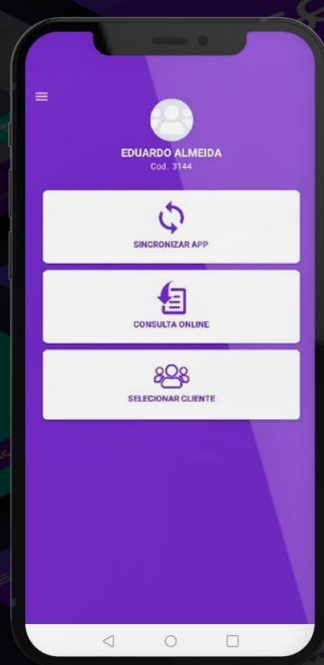 EDUARDO ALMEIDA
Cod. 3144
SINCRONIZAR APP
CONSULTA ONLINE
SELECIONAR CLIENTE